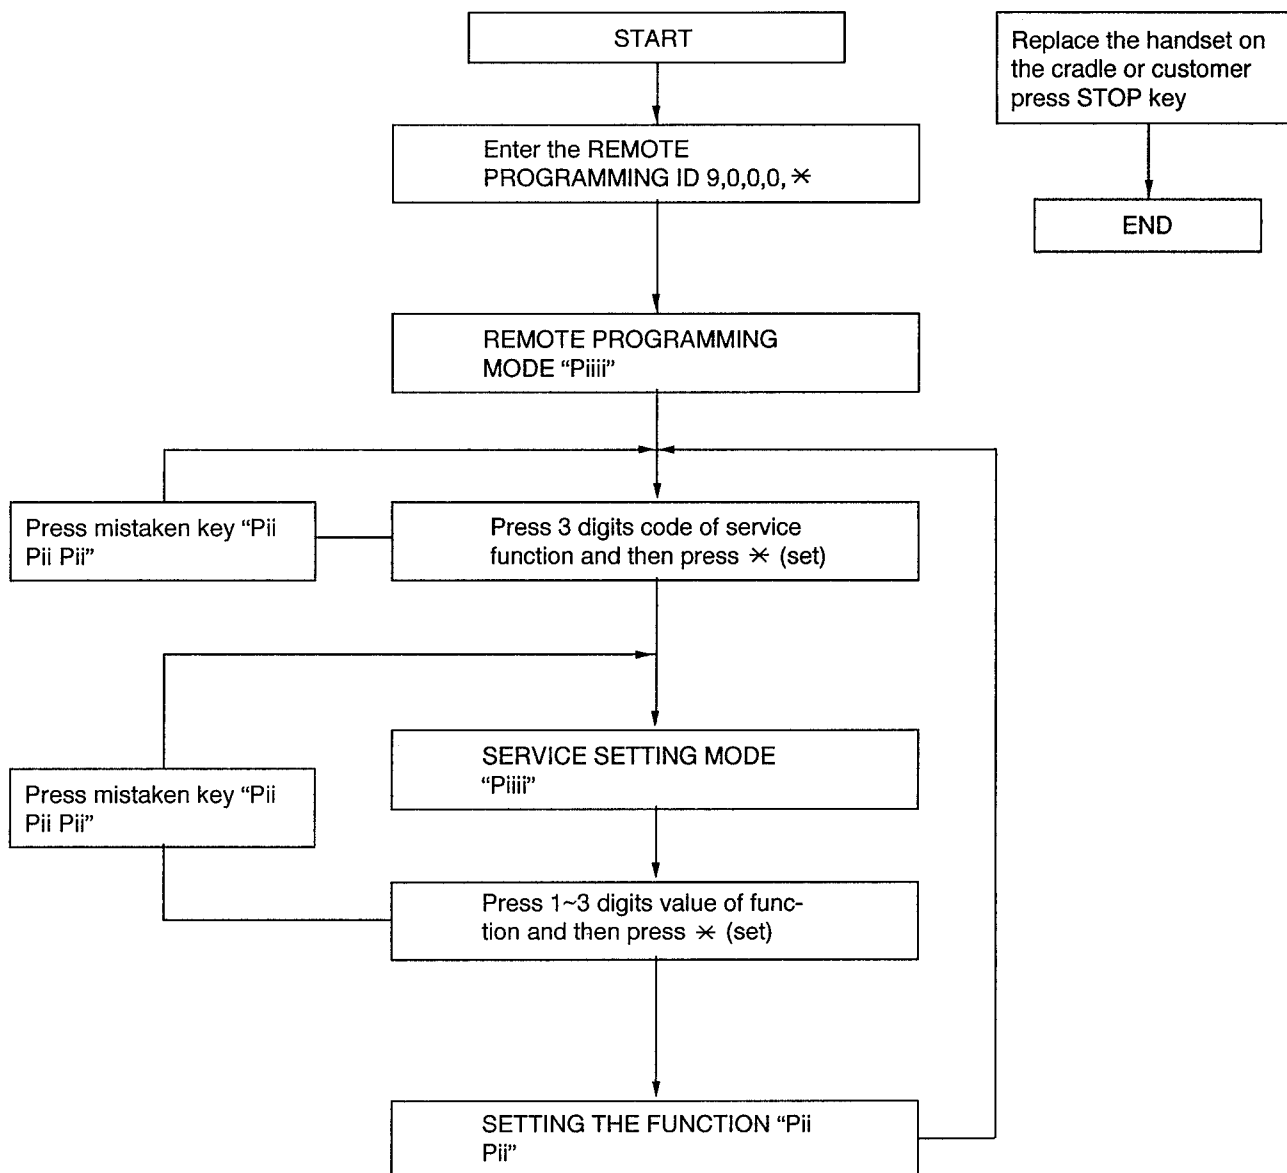 START
Replace the handset on
the cradle or customer
press STOP key
Enter the REMOTE
PROGRAMMING ID 9,0,0,0, ✳
END
REMOTE PROGRAMMING
MODE “Piiii”
Press mistaken key “Pii
Pii Pii”
Press 3 digits code of service
function and then press ✳ (set)
SERVICE SETTING MODE
“Piiii”
Press mistaken key “Pii
Pii Pii”
Press 1~3 digits value of func-
tion and then press ✳ (set)
SETTING THE FUNCTION “Pii
Pii”